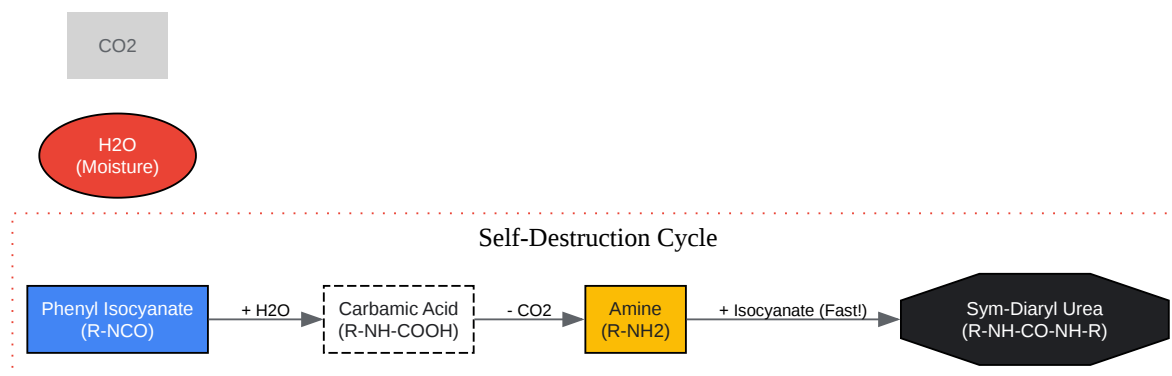 CO2
H2O
(Moisture)
Self-Destruction Cycle
Phenyl Isocyanate
(R-NCO)
+ H2O
Carbamic Acid
(R-NH-COOH)
- CO2
Amine
(R-NH2)
+ Isocyanate (Fast!)
Sym-Diaryl Urea
(R-NH-CO-NH-R)